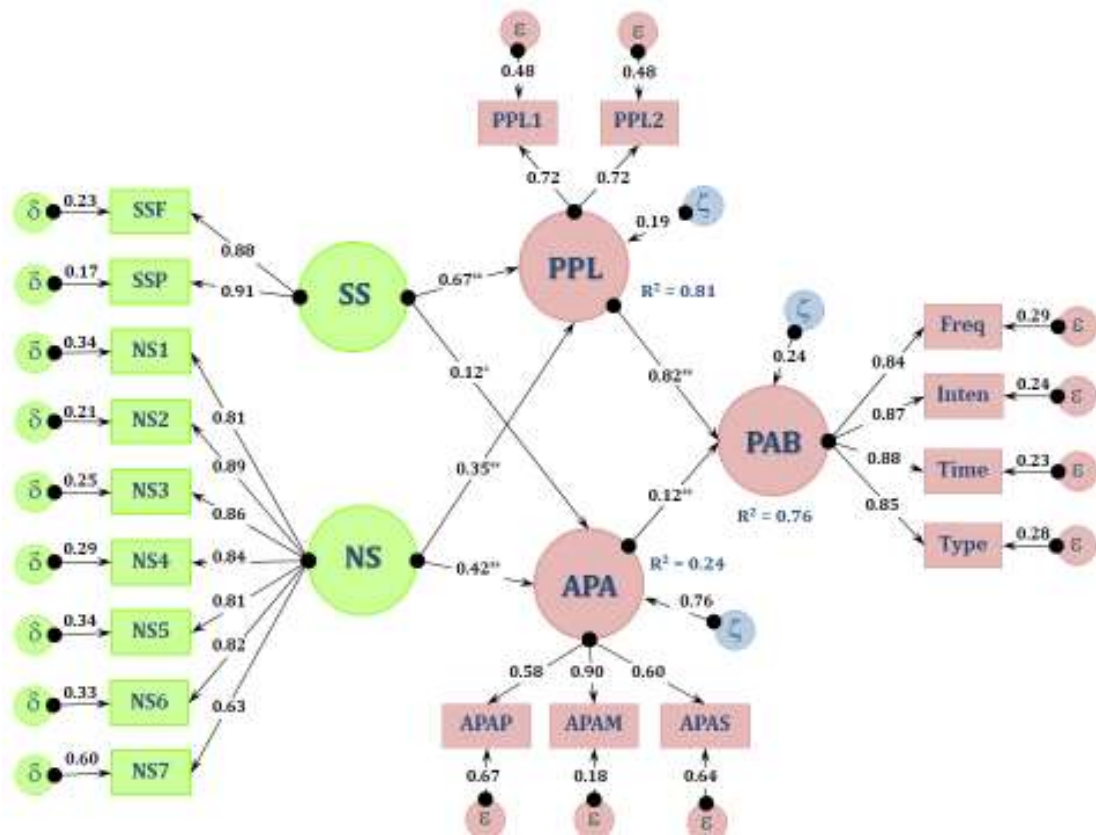 ε
ε
0.48
0.48
PPL1
PPL2
0.72
0.72
δ
0.23
SSF
0.88
δ
0.17
SSP
0.91
SS
0.67**
PPL
0.19
ζ
R² = 0.81
ζ
0.24
δ
0.34
NS1
0.81
0.12*
0.82**
δ
0.21
NS2
0.89
PAB
R² = 0.76
0.84
Freq
0.29
ε
0.87
Inten
0.24
ε
0.88
Time
0.23
ε
0.85
Type
0.28
ε
δ
0.25
NS3
0.86
0.35**
0.12**
δ
0.29
NS4
0.84
NS
0.42**
APA
R² = 0.24
0.76
ζ
δ
0.34
NS5
0.81
δ
0.33
NS6
0.82
δ
0.60
NS7
0.63
0.58
0.90
0.60
APAP
APAM
APAS
0.67
0.18
0.64
ε
ε
ε